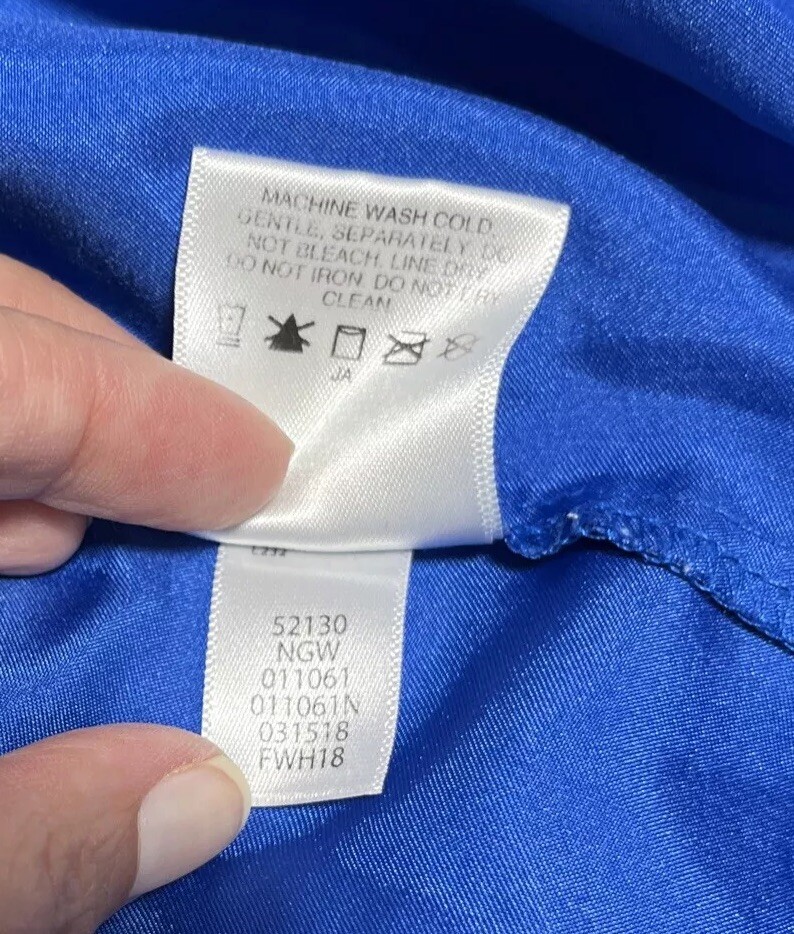 MACHINE WASH COLD
GENTLE, SEPARATELY. DO
NOT BLEACH. LINE DRY.
DO NOT IRON. DO NOT DRY
CLEAN
JA
52130
NGW
011061
011061N
031518
FWH18